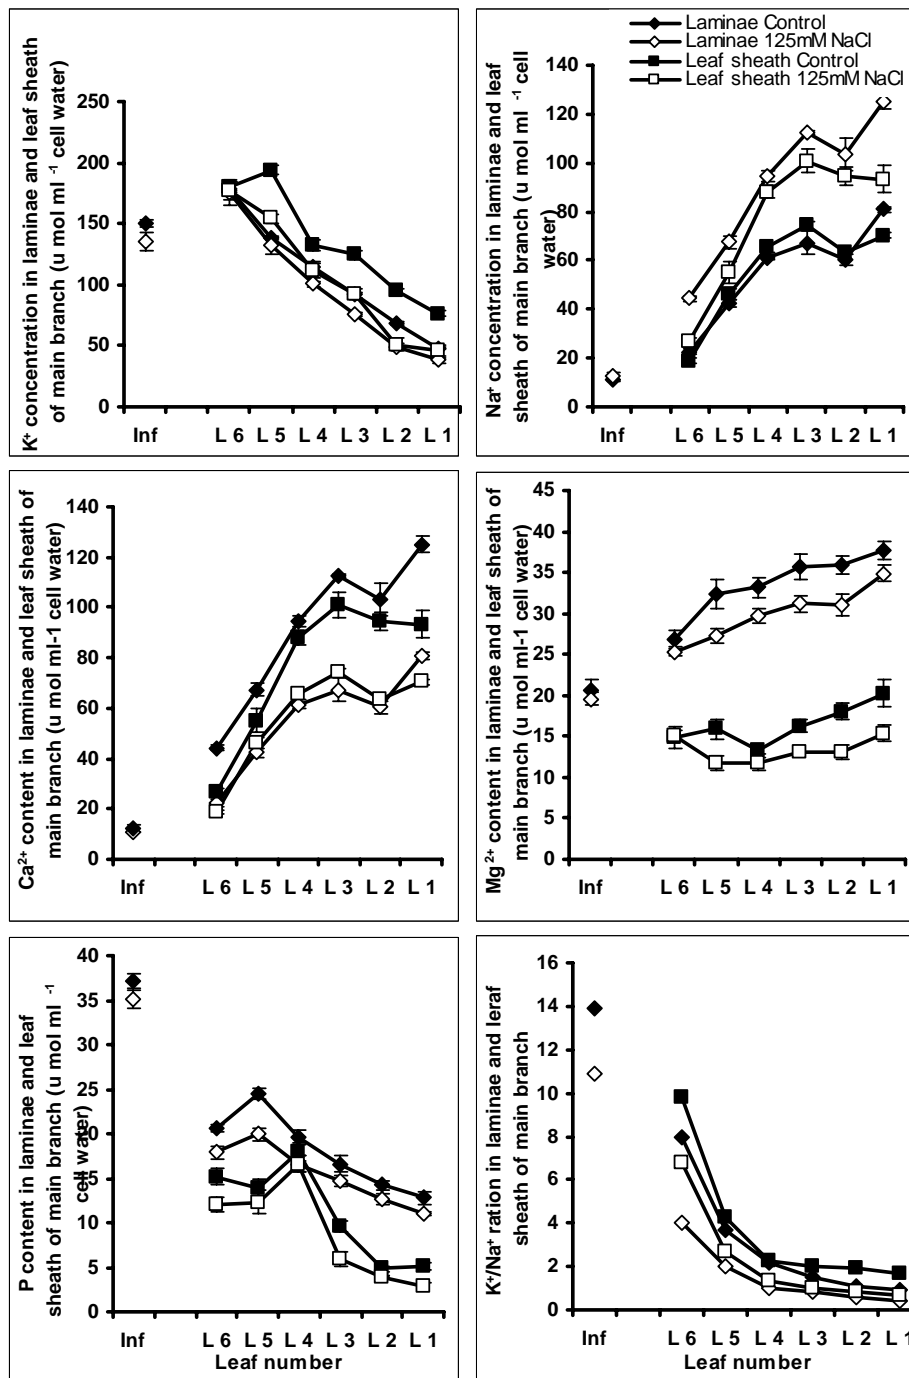 K⁺ concentration in laminae and leaf sheath
of main branch (u mol ml ⁻¹ cell water)
250
200
150
100
50
0
Inf L 6 L 5 L 4 L 3 L 2 L 1
Na⁺ concentration in laminae and leaf
sheath of main branch (u mol ml ⁻¹ cell
water)
Laminae Control
Laminae 125mM NaCl
Leaf sheath Control
Leaf sheath 125mM NaCl
140
120
100
80
60
40
20
0
Inf L 6 L 5 L 4 L 3 L 2 L 1
Ca²⁺ content in laminae and leaf sheath of
main branch (u mol ml-1 cell water)
140
120
100
80
60
40
20
0
Inf L 6 L 5 L 4 L 3 L 2 L 1
Mg²⁺ content in laminae and leaf sheath of
main branch (u mol ml-1 cell water)
45
40
35
30
25
20
15
10
5
0
Inf L 6 L 5 L 4 L 3 L 2 L 1
P content in laminae and leaf
sheath of main branch (u mol ml ⁻¹
cell water)
40
35
30
25
20
15
10
5
0
Inf L 6 L 5 L 4 L 3 L 2 L 1
Leaf number
K⁺/Na⁺ ration in laminae and leraf
sheath of main branch
16
14
12
10
8
6
4
2
0
Inf L 6 L 5 L 4 L 3 L 2 L 1
Leaf number